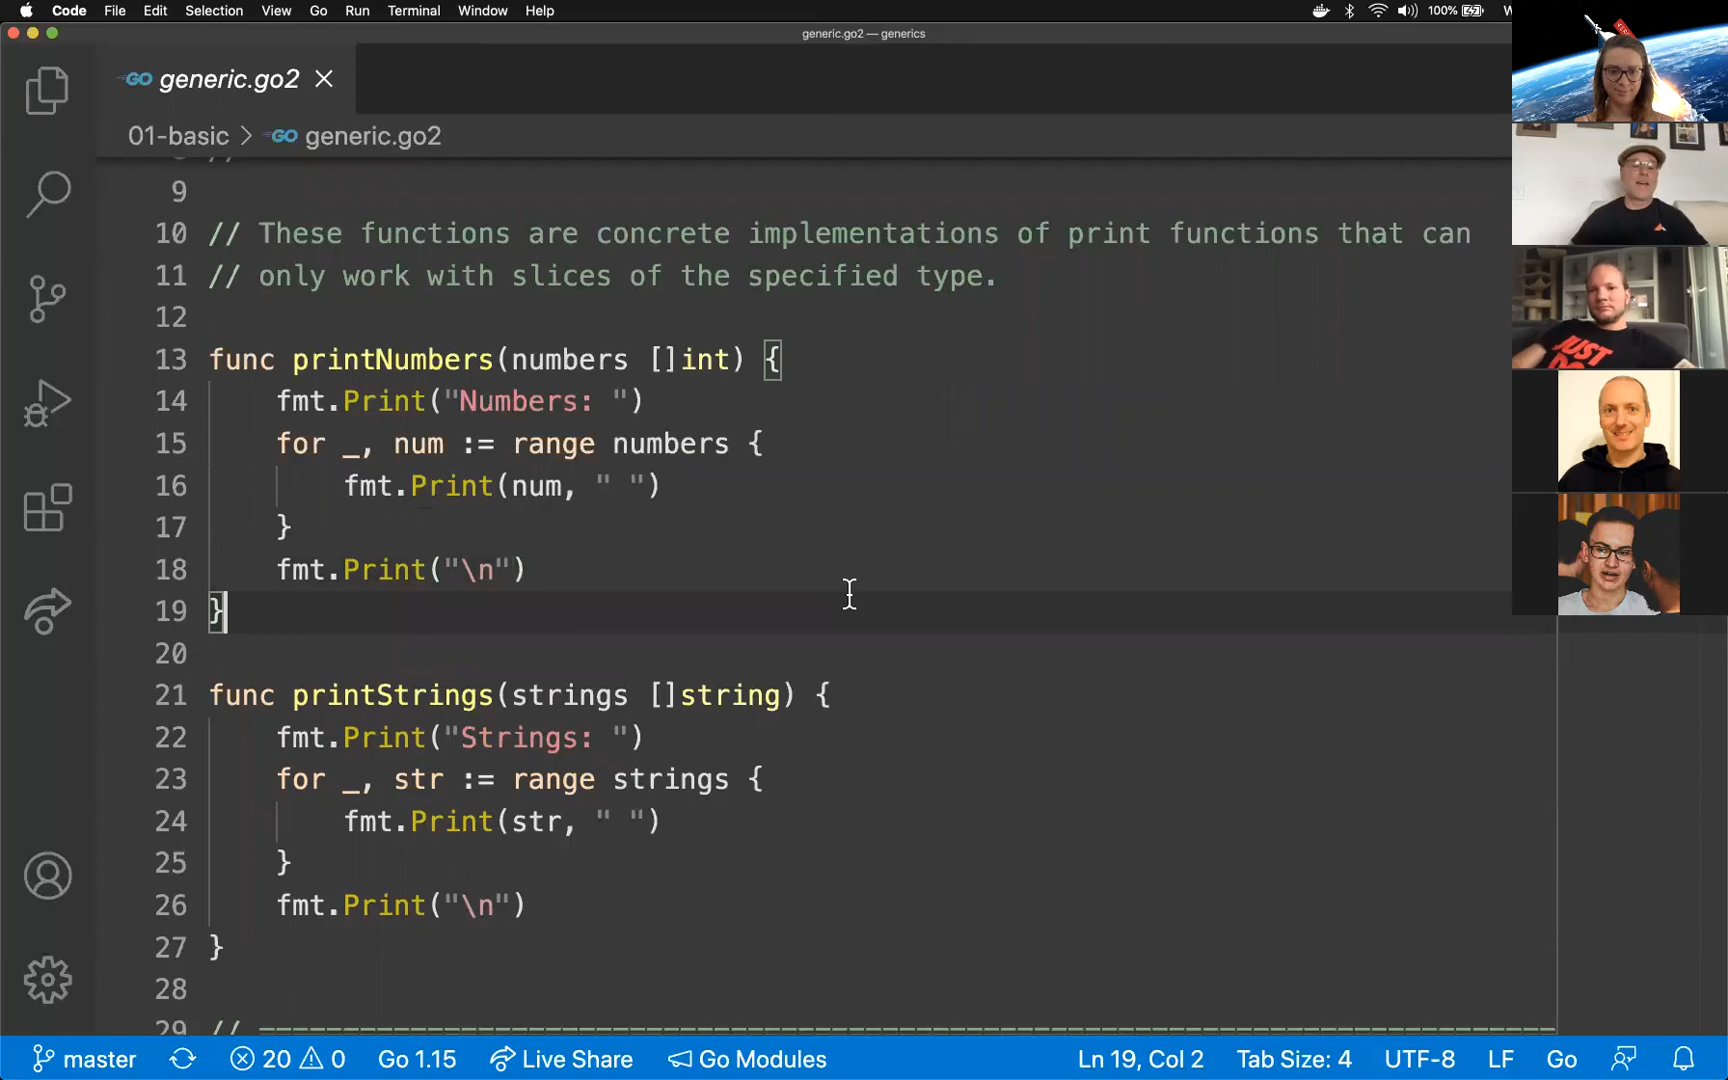 Code File Edit Selection View Go Run Terminal Window Help 100%
generic.go2 — generics
GO generic.go2
01-basic > GO generic.go2
9
10 // These functions are concrete implementations of print functions that can
11 // only work with slices of the specified type.
12
13 func printNumbers(numbers []int) {
14 fmt.Print("Numbers: ")
15 for _, num := range numbers {
16 fmt.Print(num, " ")
17 }
18 fmt.Print("\n")
19 }
20
21 func printStrings(strings []string) {
22 fmt.Print("Strings: ")
23 for _, str := range strings {
24 fmt.Print(str, " ")
25 }
26 fmt.Print("\n")
27 }
28
29 // ==============================================================================
JUST
master 20 0 Go 1.15 Live Share Go Modules Ln 19, Col 2 Tab Size: 4 UTF-8 LF Go